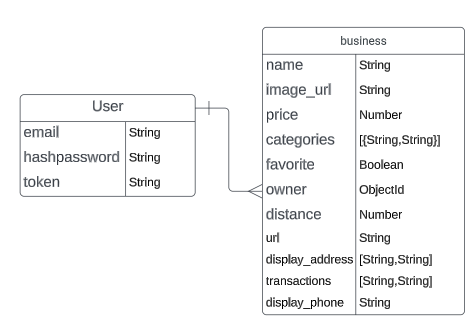 business
name String
image_url String
price Number
categories [{String,String}]
favorite Boolean
owner ObjectId
distance Number
url String
display_address [String,String]
transactions [String,String]
display_phone String
User
email String
hashpassword String
token String